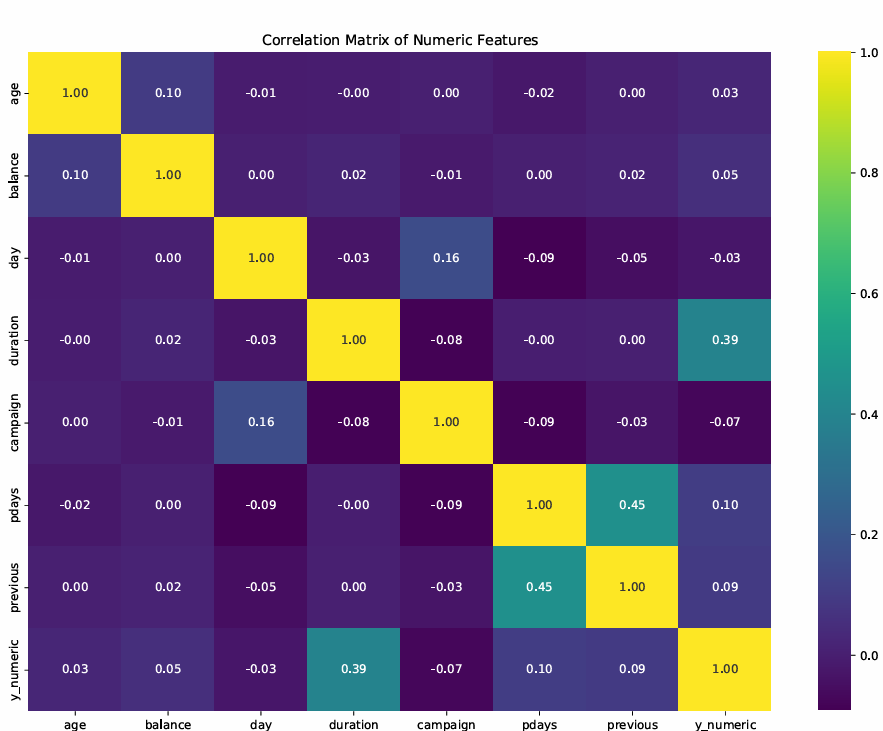 Correlation Matrix of Numeric Features
age 1.00 0.10 -0.01 -0.00 0.00 -0.02 0.00 0.03
balance 0.10 1.00 0.00 0.02 -0.01 0.00 0.02 0.05
day -0.01 0.00 1.00 -0.03 0.16 -0.09 -0.05 -0.03
duration -0.00 0.02 -0.03 1.00 -0.08 -0.00 0.00 0.39
campaign 0.00 -0.01 0.16 -0.08 1.00 -0.09 -0.03 -0.07
pdays -0.02 0.00 -0.09 -0.00 -0.09 1.00 0.45 0.10
previous 0.00 0.02 -0.05 0.00 -0.03 0.45 1.00 0.09
y_numeric 0.03 0.05 -0.03 0.39 -0.07 0.10 0.09 1.00
age balance day duration campaign pdays previous y_numeric
1.0
0.8
0.6
0.4
0.2
0.0